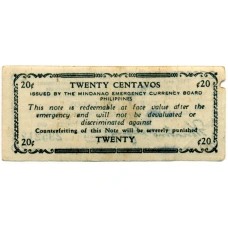 20¢ TWENTY CENTAVOS ¢20
ISSUED BY THE MINDANAO EMERGENCY CURRENCY BOARD
PHILIPPINES
This note is redeemable at face value after the
emergency and will not be devaluated or
discriminated against
Counterfeiting of this Note will be severely punished
20¢ TWENTY ¢20